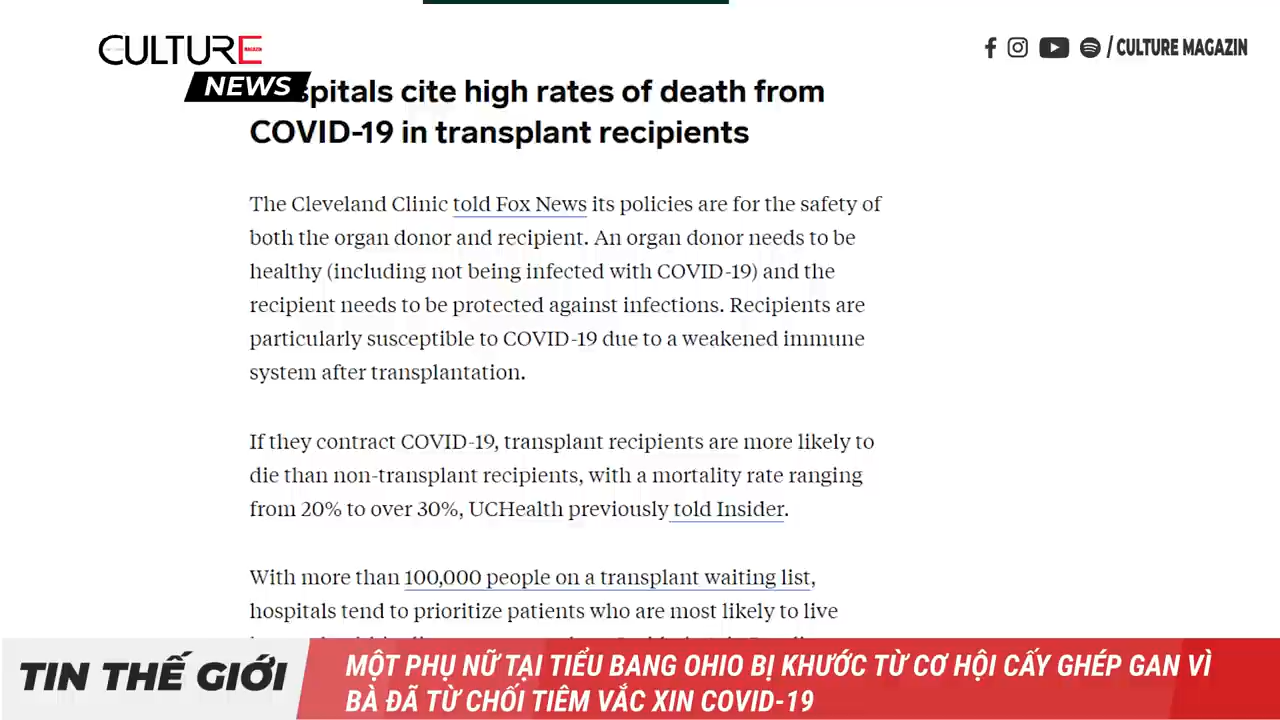 CULTURE
NEWS
/ CULTURE MAGAZIN
spitals cite high rates of death from
COVID-19 in transplant recipients
The Cleveland Clinic told Fox News its policies are for the safety of
both the organ donor and recipient. An organ donor needs to be
healthy (including not being infected with COVID-19) and the
recipient needs to be protected against infections. Recipients are
particularly susceptible to COVID-19 due to a weakened immune
system after transplantation.
If they contract COVID-19, transplant recipients are more likely to
die than non-transplant recipients, with a mortality rate ranging
from 20% to over 30%, UCHealth previously told Insider.
With more than 100,000 people on a transplant waiting list,
hospitals tend to prioritize patients who are most likely to live
TIN THẾ GIỚI
MỘT PHỤ NỮ TẠI TIỂU BANG OHIO BỊ KHƯỚC TỪ CƠ HỘI CẤY GHÉP GAN VÌ
BÀ ĐÃ TỪ CHỐI TIÊM VẮC XIN COVID-19